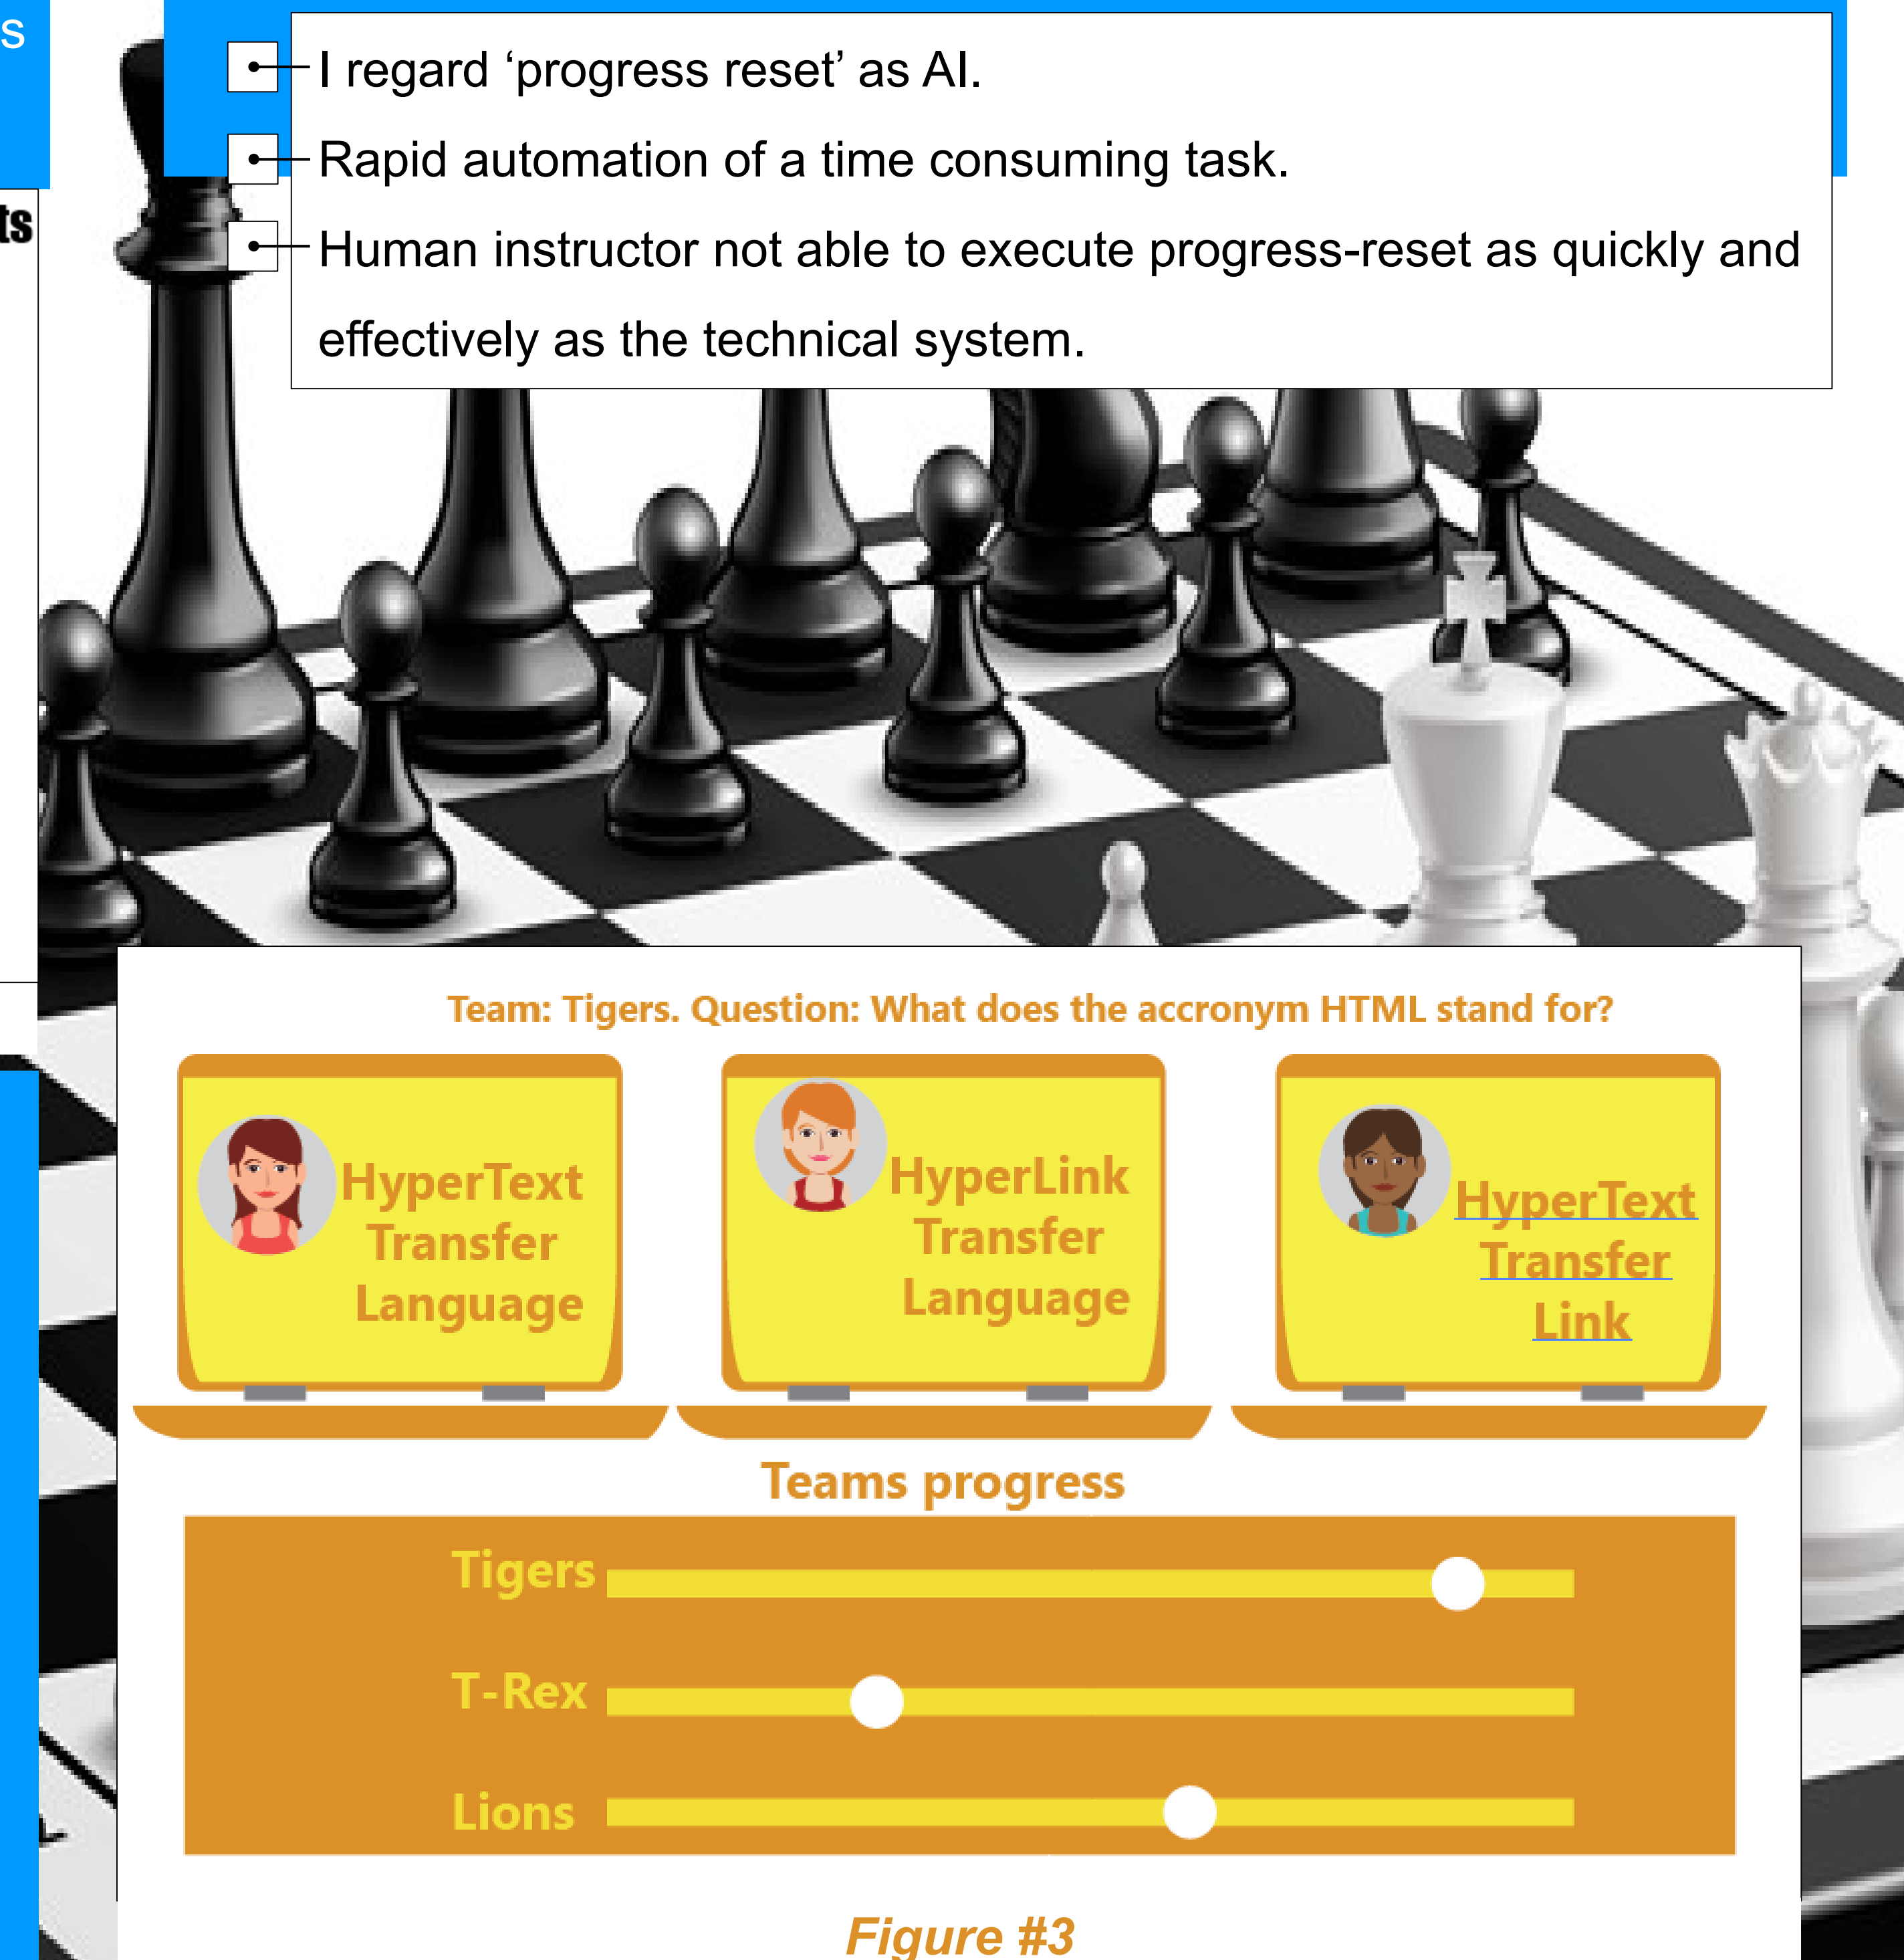 s
ts
I regard ‘progress reset’ as AI.
Rapid automation of a time consuming task.
Human instructor not able to execute progress-reset as quickly and
effectively as the technical system.
Team: Tigers. Question: What does the accronym HTML stand for?
HyperText
Transfer
Language
HyperLink
Transfer
Language
HyperText
Transfer
Link
Teams progress
Tigers
T-Rex
Lions
Figure #3